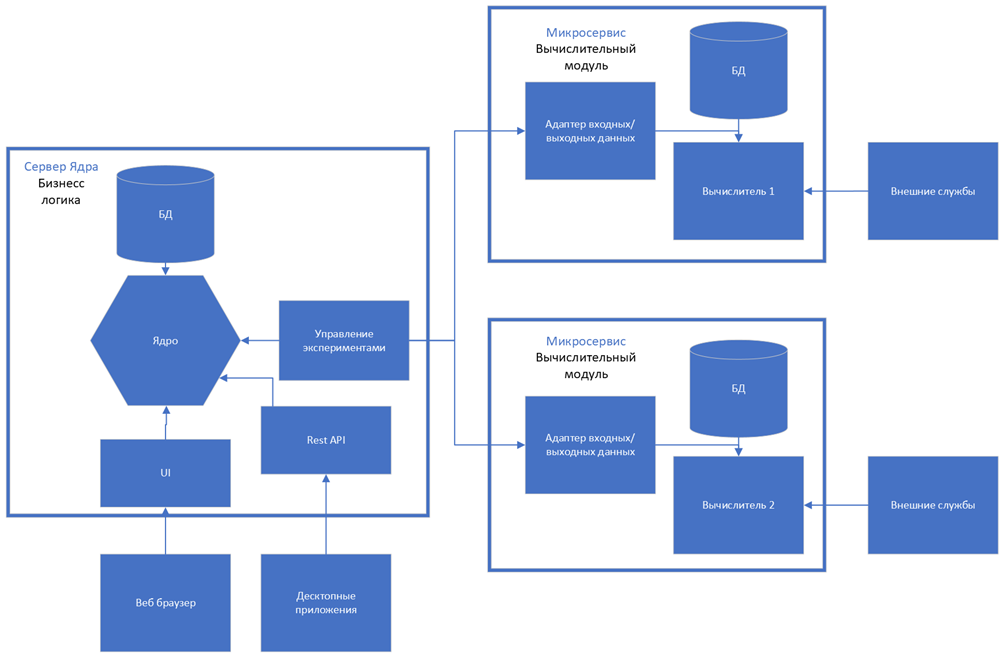 Микросервис
Вычислительный
модуль
БД
Адаптер входных/
выходных данных
Вычислитель 1
Внешние службы
Сервер Ядра
Бизнесс
логика
БД
Ядро
Управление
экспериментами
Rest API
UI
Веб браузер
Десктопные
приложения
Микросервис
Вычислительный
модуль
БД
Адаптер входных/
выходных данных
Вычислитель 2
Внешние службы